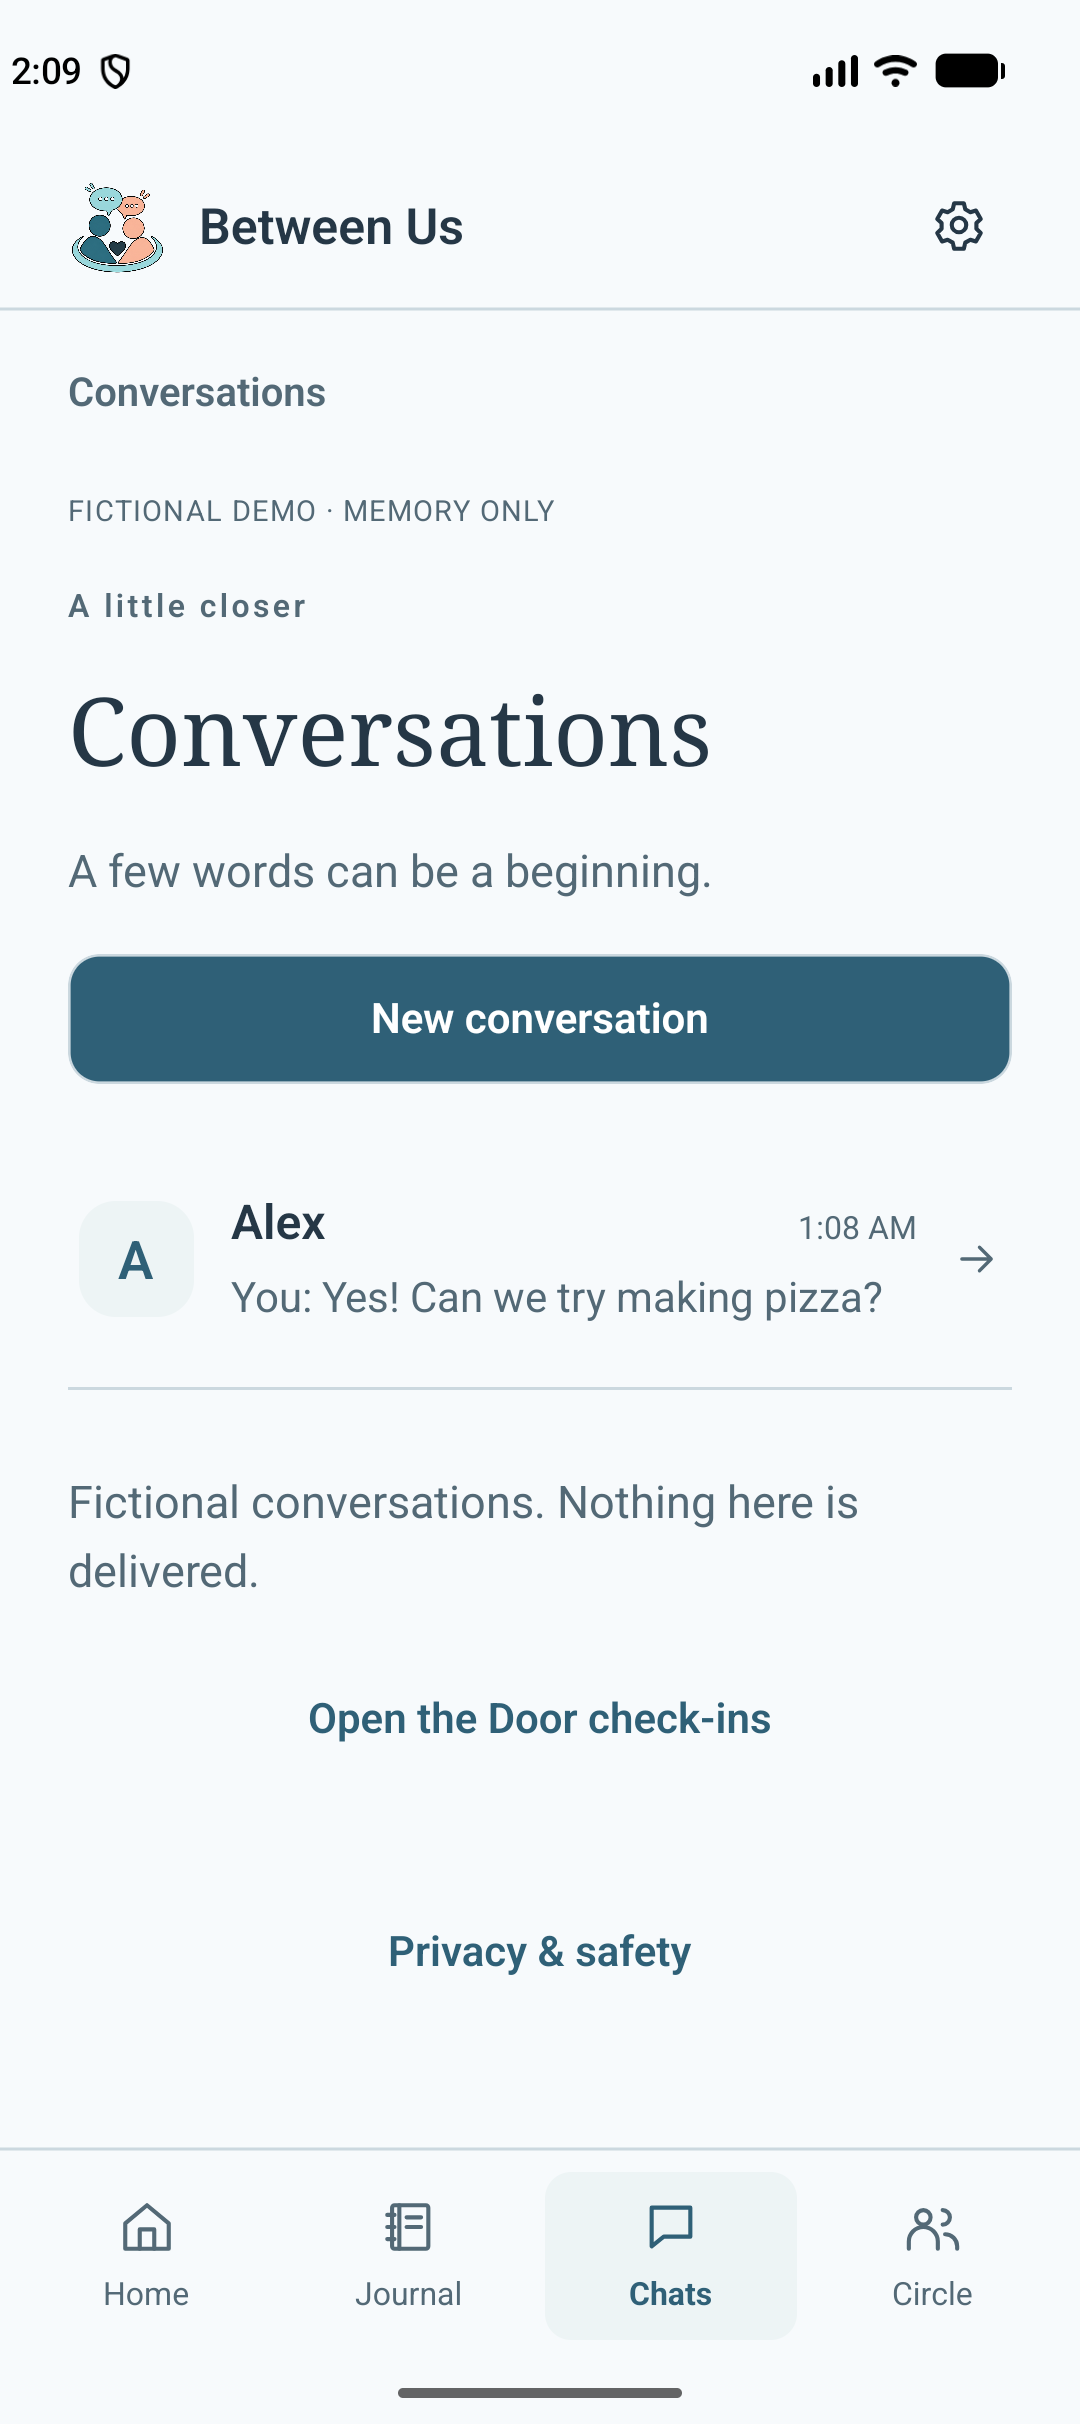 2:09
Between Us
Conversations
FICTIONAL DEMO · MEMORY ONLY
A little closer
Conversations
A few words can be a beginning.
New conversation
A
Alex
1:08 AM
You: Yes! Can we try making pizza?
Fictional conversations. Nothing here is
delivered.
Open the Door check-ins
Privacy & safety
Home
Journal
Chats
Circle